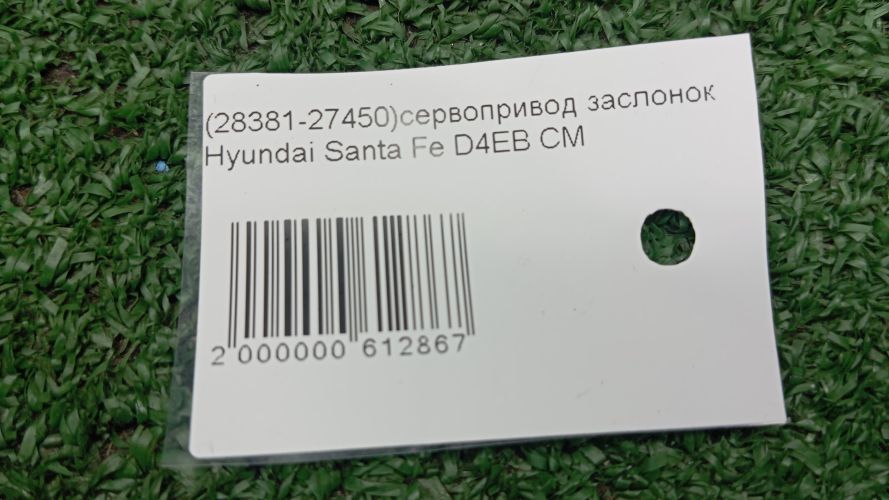 (28381-27450)сервопривод заслонок
Hyundai Santa Fe D4EB CM
2 000000 612867